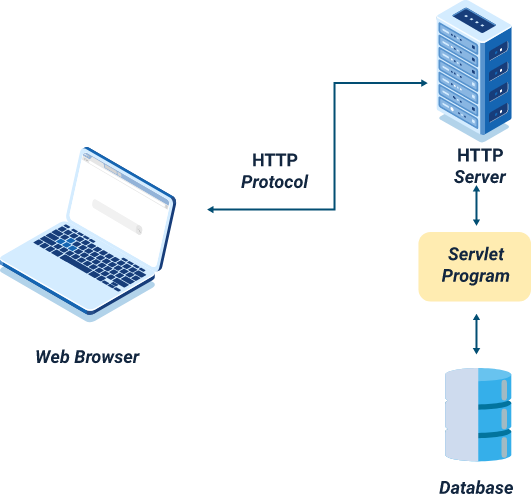 HTTP
Protocol
HTTP
Server
Servlet
Program
Web Browser
Database